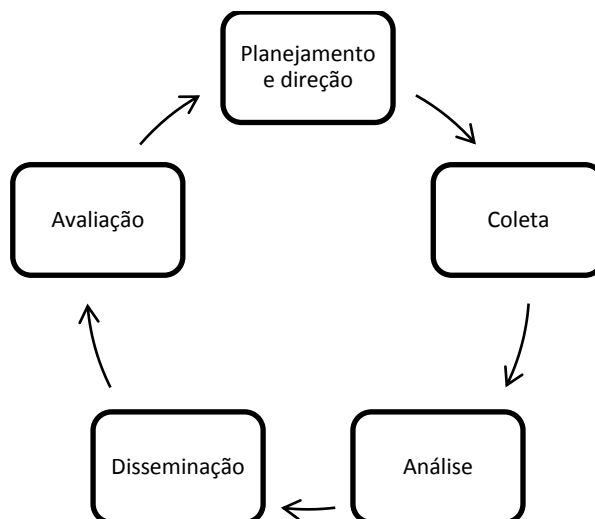 Planejamento
e direção
Coleta
Análise
Disseminação
Avaliação